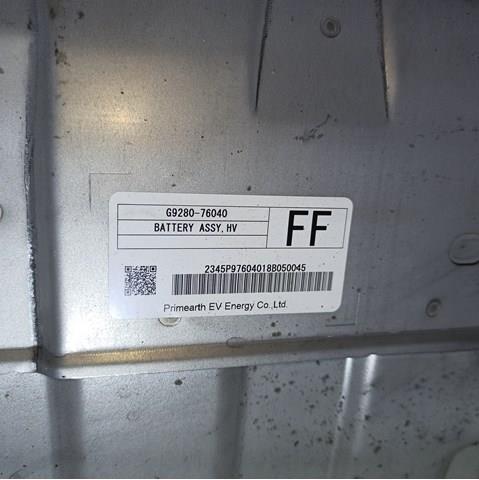 G9280-76040
BATTERY ASSY, HV
FF
2345P97604018B050045
Primearth EV Energy Co.,Ltd.